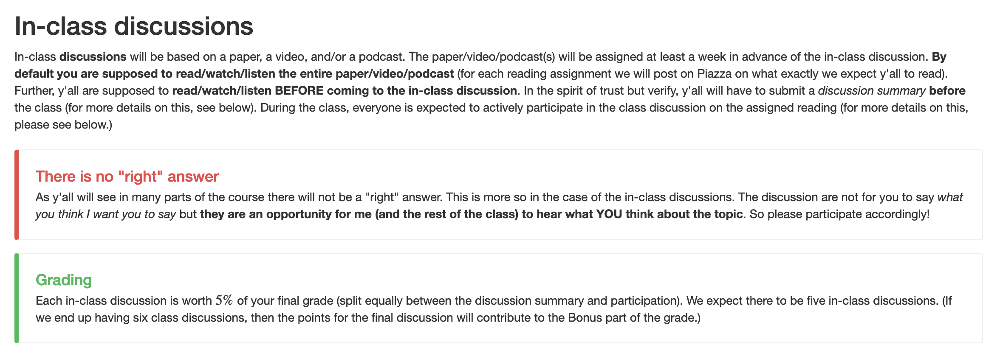 In-class discussions
In-class discussions will be based on a paper, a video, and/or a podcast. The paper/video/podcast(s) will be assigned at least a week in advance of the in-class discussion. By
default you are supposed to read/watch/listen the entire paper/video/podcast (for each reading assignment we will post on Piazza on what exactly we expect y'all to read).
Further, y'all are supposed to read/watch/listen BEFORE coming to the in-class discussion. In the spirit of trust but verify, y'all will have to submit a discussion summary before
the class (for more details on this, see below). During the class, everyone is expected to actively participate in the class discussion on the assigned reading (for more details on this,
please see below.)
There is no "right" answer
As y'all will see in many parts of the course there will not be a "right" answer. This is more so in the case of the in-class discussions. The discussion are not for you to say what
you think I want you to say but they are an opportunity for me (and the rest of the class) to hear what YOU think about the topic. So please participate accordingly!
Grading
Each in-class discussion is worth 5% of your final grade (split equally between the discussion summary and participation). We expect there to be five in-class discussions. (If
we end up having six class discussions, then the points for the final discussion will contribute to the Bonus part of the grade.)